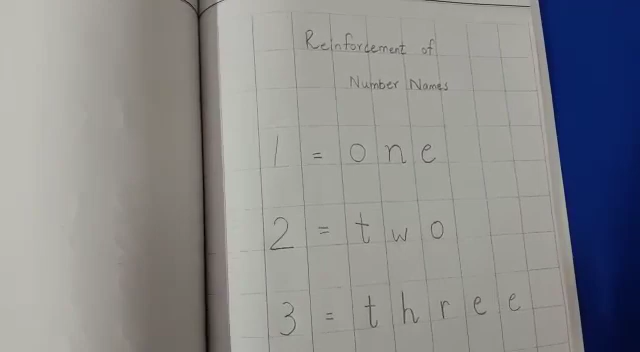 Reinforcement of
Number Names
1 = one
2 = two
3 = three